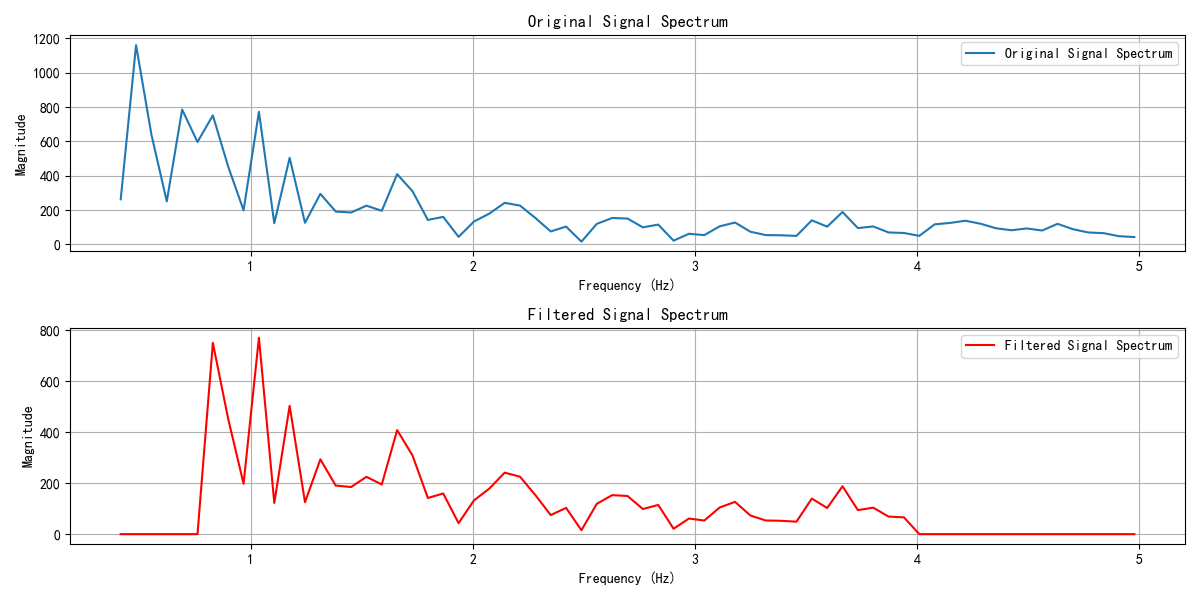 Original Signal Spectrum
1200
1000
800
600
400
200
0
Magnitude
Original Signal Spectrum
1 2 3 4 5
Frequency (Hz)
Filtered Signal Spectrum
800
600
400
200
0
Magnitude
Filtered Signal Spectrum
1 2 3 4 5
Frequency (Hz)